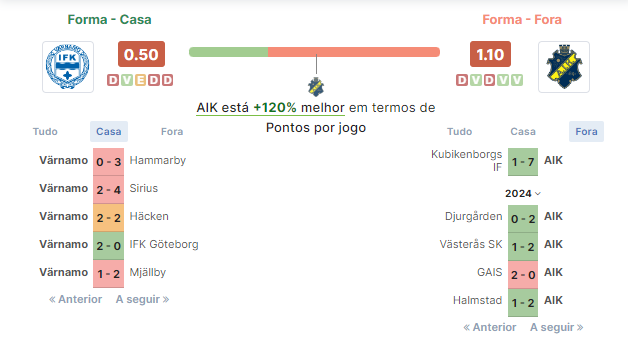 Forma - Casa
Forma - Fora
IFK
0.50
D V E D D
1.10
D V D V V
AIK está +120% melhor em termos de
Pontos por jogo
Tudo Casa Fora
Värnamo 0 - 3 Hammarby
Värnamo 2 - 4 Sirius
Värnamo 2 - 2 Häcken
Värnamo 2 - 0 IFK Göteborg
Värnamo 1 - 2 Mjällby
« Anterior A seguir »
Tudo Casa Fora
Kubikenborgs
IF 1 - 7 AIK
2024
Djurgården 0 - 2 AIK
Västerås SK 1 - 2 AIK
GAIS 2 - 0 AIK
Halmstad 1 - 2 AIK
« Anterior A seguir »